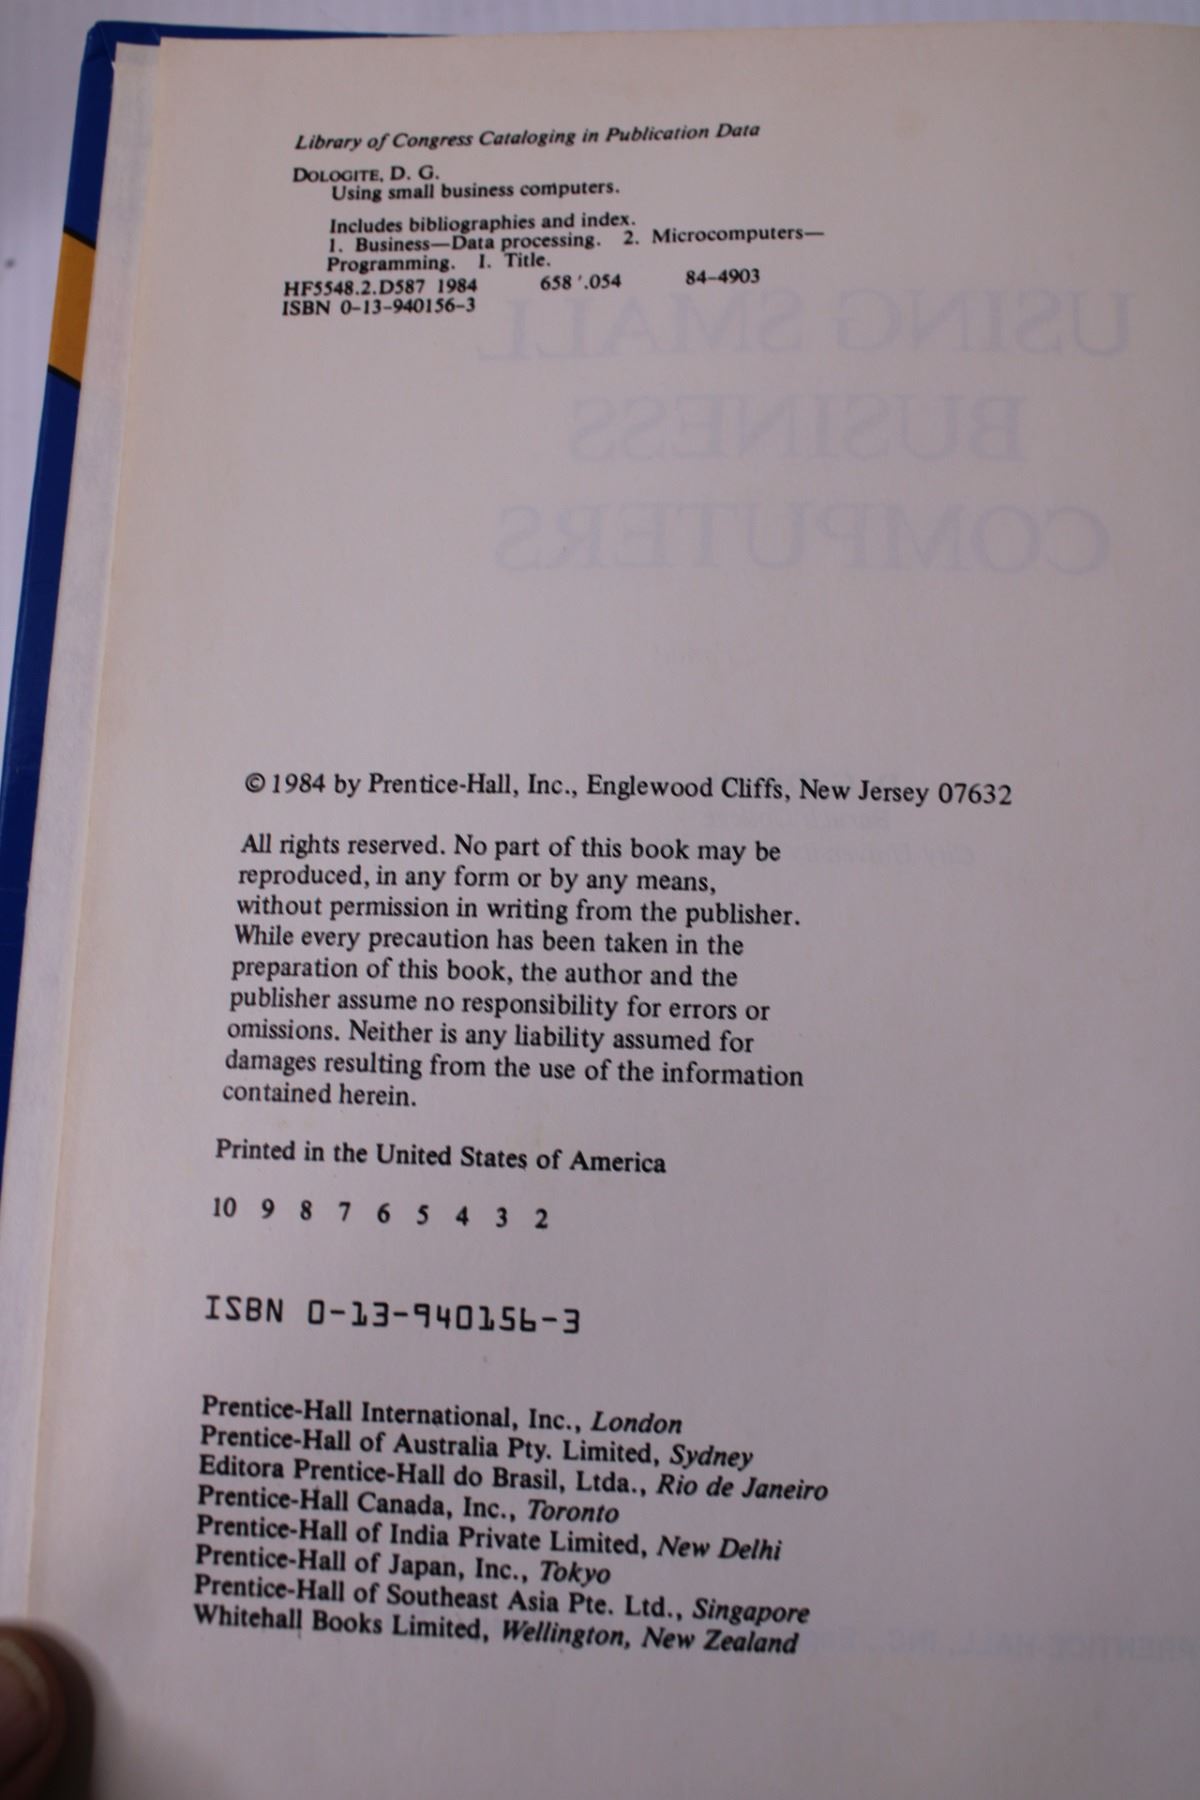 Library of Congress Cataloging in Publication Data
DOLOGITE, D. G.
Using small business computers.
Includes bibliographies and index.
1. Business—Data processing. 2. Microcomputers—
Programming. I. Title.
HF5548.2.D587 1984 658'.054 84-4903
ISBN 0-13-940156-3
USING SMALL
BUSINESS
COMPUTERS
© 1984 by Prentice-Hall, Inc., Englewood Cliffs, New Jersey 07632
All rights reserved. No part of this book may be
reproduced, in any form or by any means,
without permission in writing from the publisher.
While every precaution has been taken in the
preparation of this book, the author and the
publisher assume no responsibility for errors or
omissions. Neither is any liability assumed for
damages resulting from the use of the information
contained herein.
Printed in the United States of America
10 9 8 7 6 5 4 3 2
ISBN 0-13-940156-3
Prentice-Hall International, Inc., London
Prentice-Hall of Australia Pty. Limited, Sydney
Editora Prentice-Hall do Brasil, Ltda., Rio de Janeiro
Prentice-Hall Canada, Inc., Toronto
Prentice-Hall of India Private Limited, New Delhi
Prentice-Hall of Japan, Inc., Tokyo
Prentice-Hall of Southeast Asia Pte. Ltd., Singapore
Whitehall Books Limited, Wellington, New Zealand